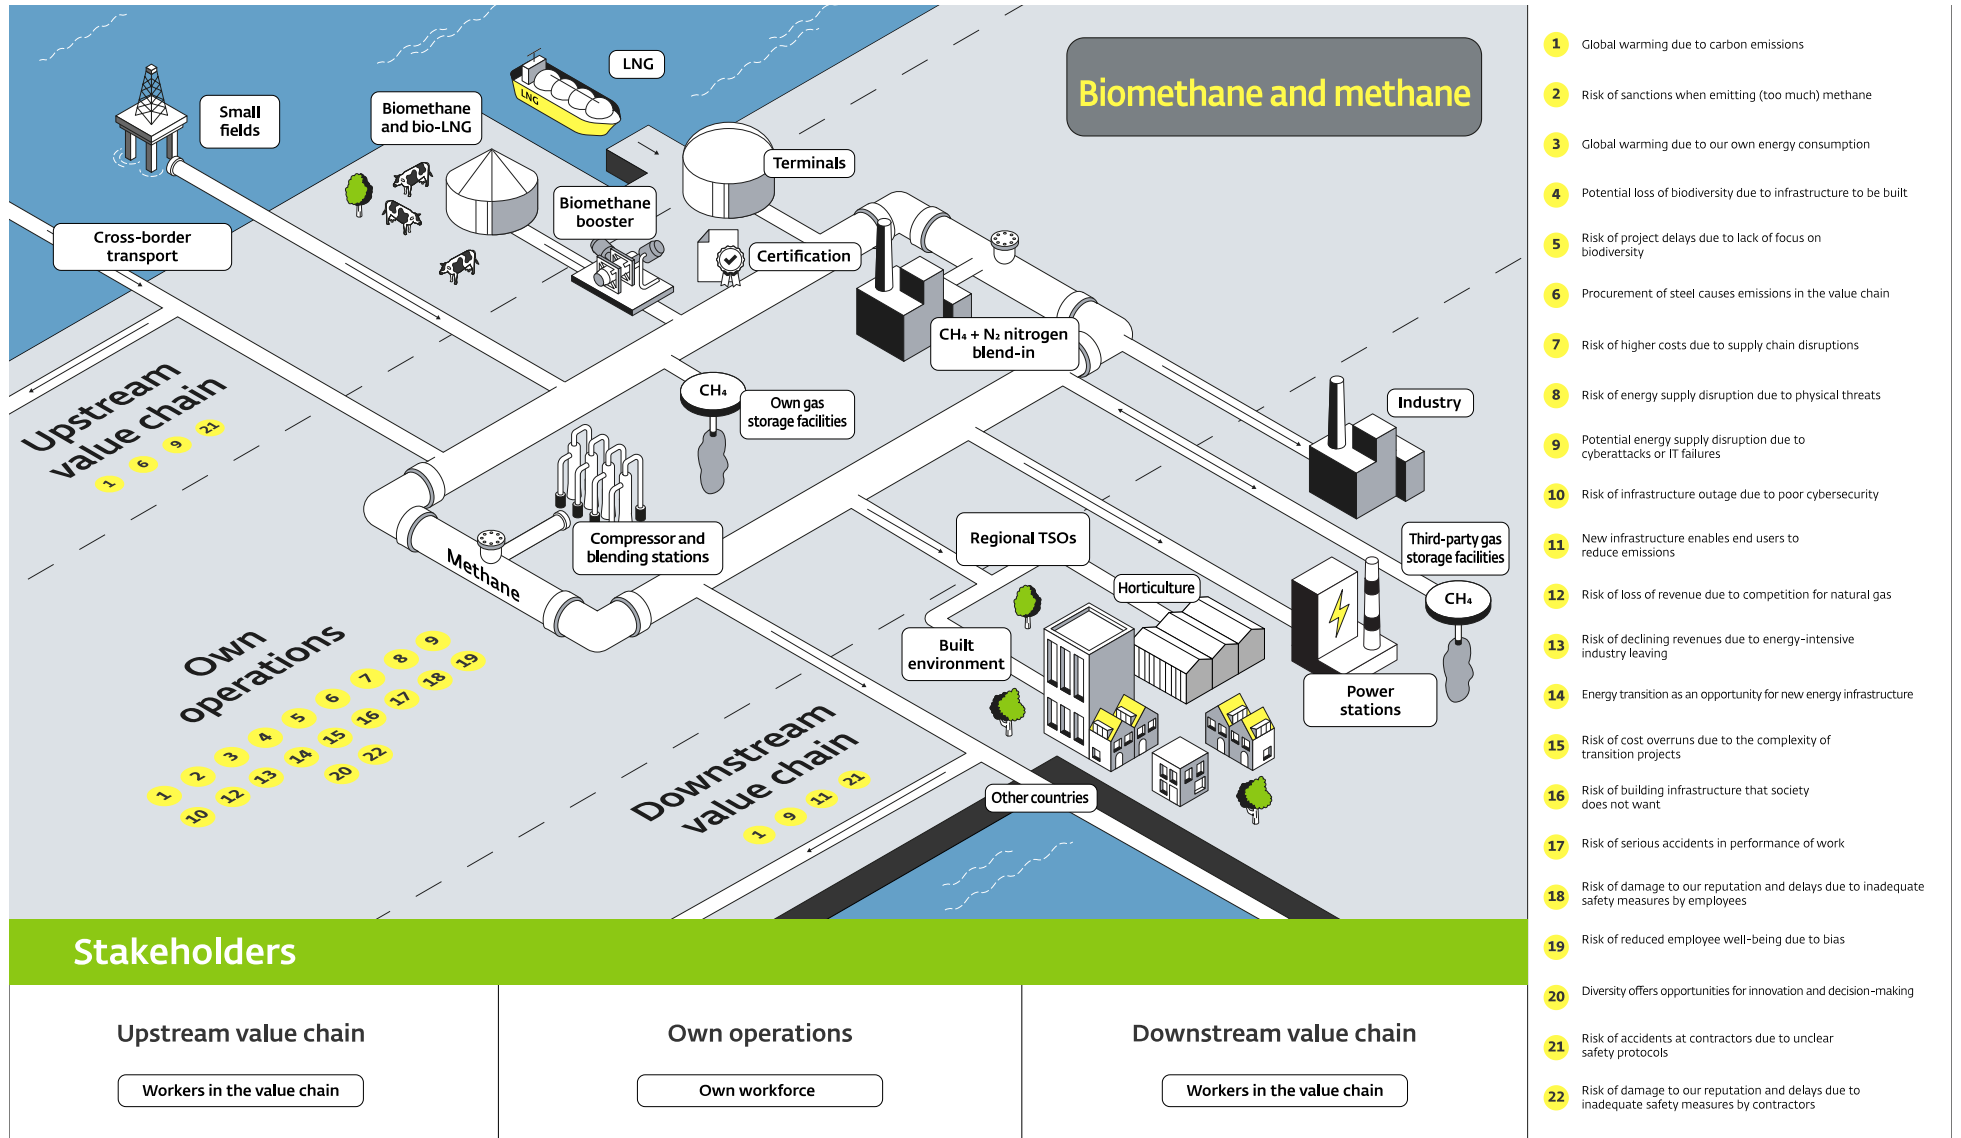 Biomethane and methane
LNG
LNG
Small
fields
Biomethane
and bio-LNG
Terminals
Biomethane
booster
Cross-border
transport
Certification
CH₄ + N₂ nitrogen
blend-in
CH₄
Own gas
storage facilities
Industry
Upstream
value chain
1 6 9 21
Compressor and
blending stations
Methane
Regional TSOs
Third-party gas
storage facilities
CH₄
Horticulture
Built
environment
Power
stations
Own
operations
1 2 3 4 5 6 7 8 9
10 12 13 14 15 16 17 18 19
20 22
Downstream
value chain
1 9 11 21
Other countries
Stakeholders
Upstream value chain
Workers in the value chain
Own operations
Own workforce
Downstream value chain
Workers in the value chain
1 Global warming due to carbon emissions
2 Risk of sanctions when emitting (too much) methane
3 Global warming due to our own energy consumption
4 Potential loss of biodiversity due to infrastructure to be built
5 Risk of project delays due to lack of focus on
biodiversity
6 Procurement of steel causes emissions in the value chain
7 Risk of higher costs due to supply chain disruptions
8 Risk of energy supply disruption due to physical threats
9 Potential energy supply disruption due to
cyberattacks or IT failures
10 Risk of infrastructure outage due to poor cybersecurity
11 New infrastructure enables end users to
reduce emissions
12 Risk of loss of revenue due to competition for natural gas
13 Risk of declining revenues due to energy-intensive
industry leaving
14 Energy transition as an opportunity for new energy infrastructure
15 Risk of cost overruns due to the complexity of
transition projects
16 Risk of building infrastructure that society
does not want
17 Risk of serious accidents in performance of work
18 Risk of damage to our reputation and delays due to inadequate
safety measures by employees
19 Risk of reduced employee well-being due to bias
20 Diversity offers opportunities for innovation and decision-making
21 Risk of accidents at contractors due to unclear
safety protocols
22 Risk of damage to our reputation and delays due to
inadequate safety measures by contractors